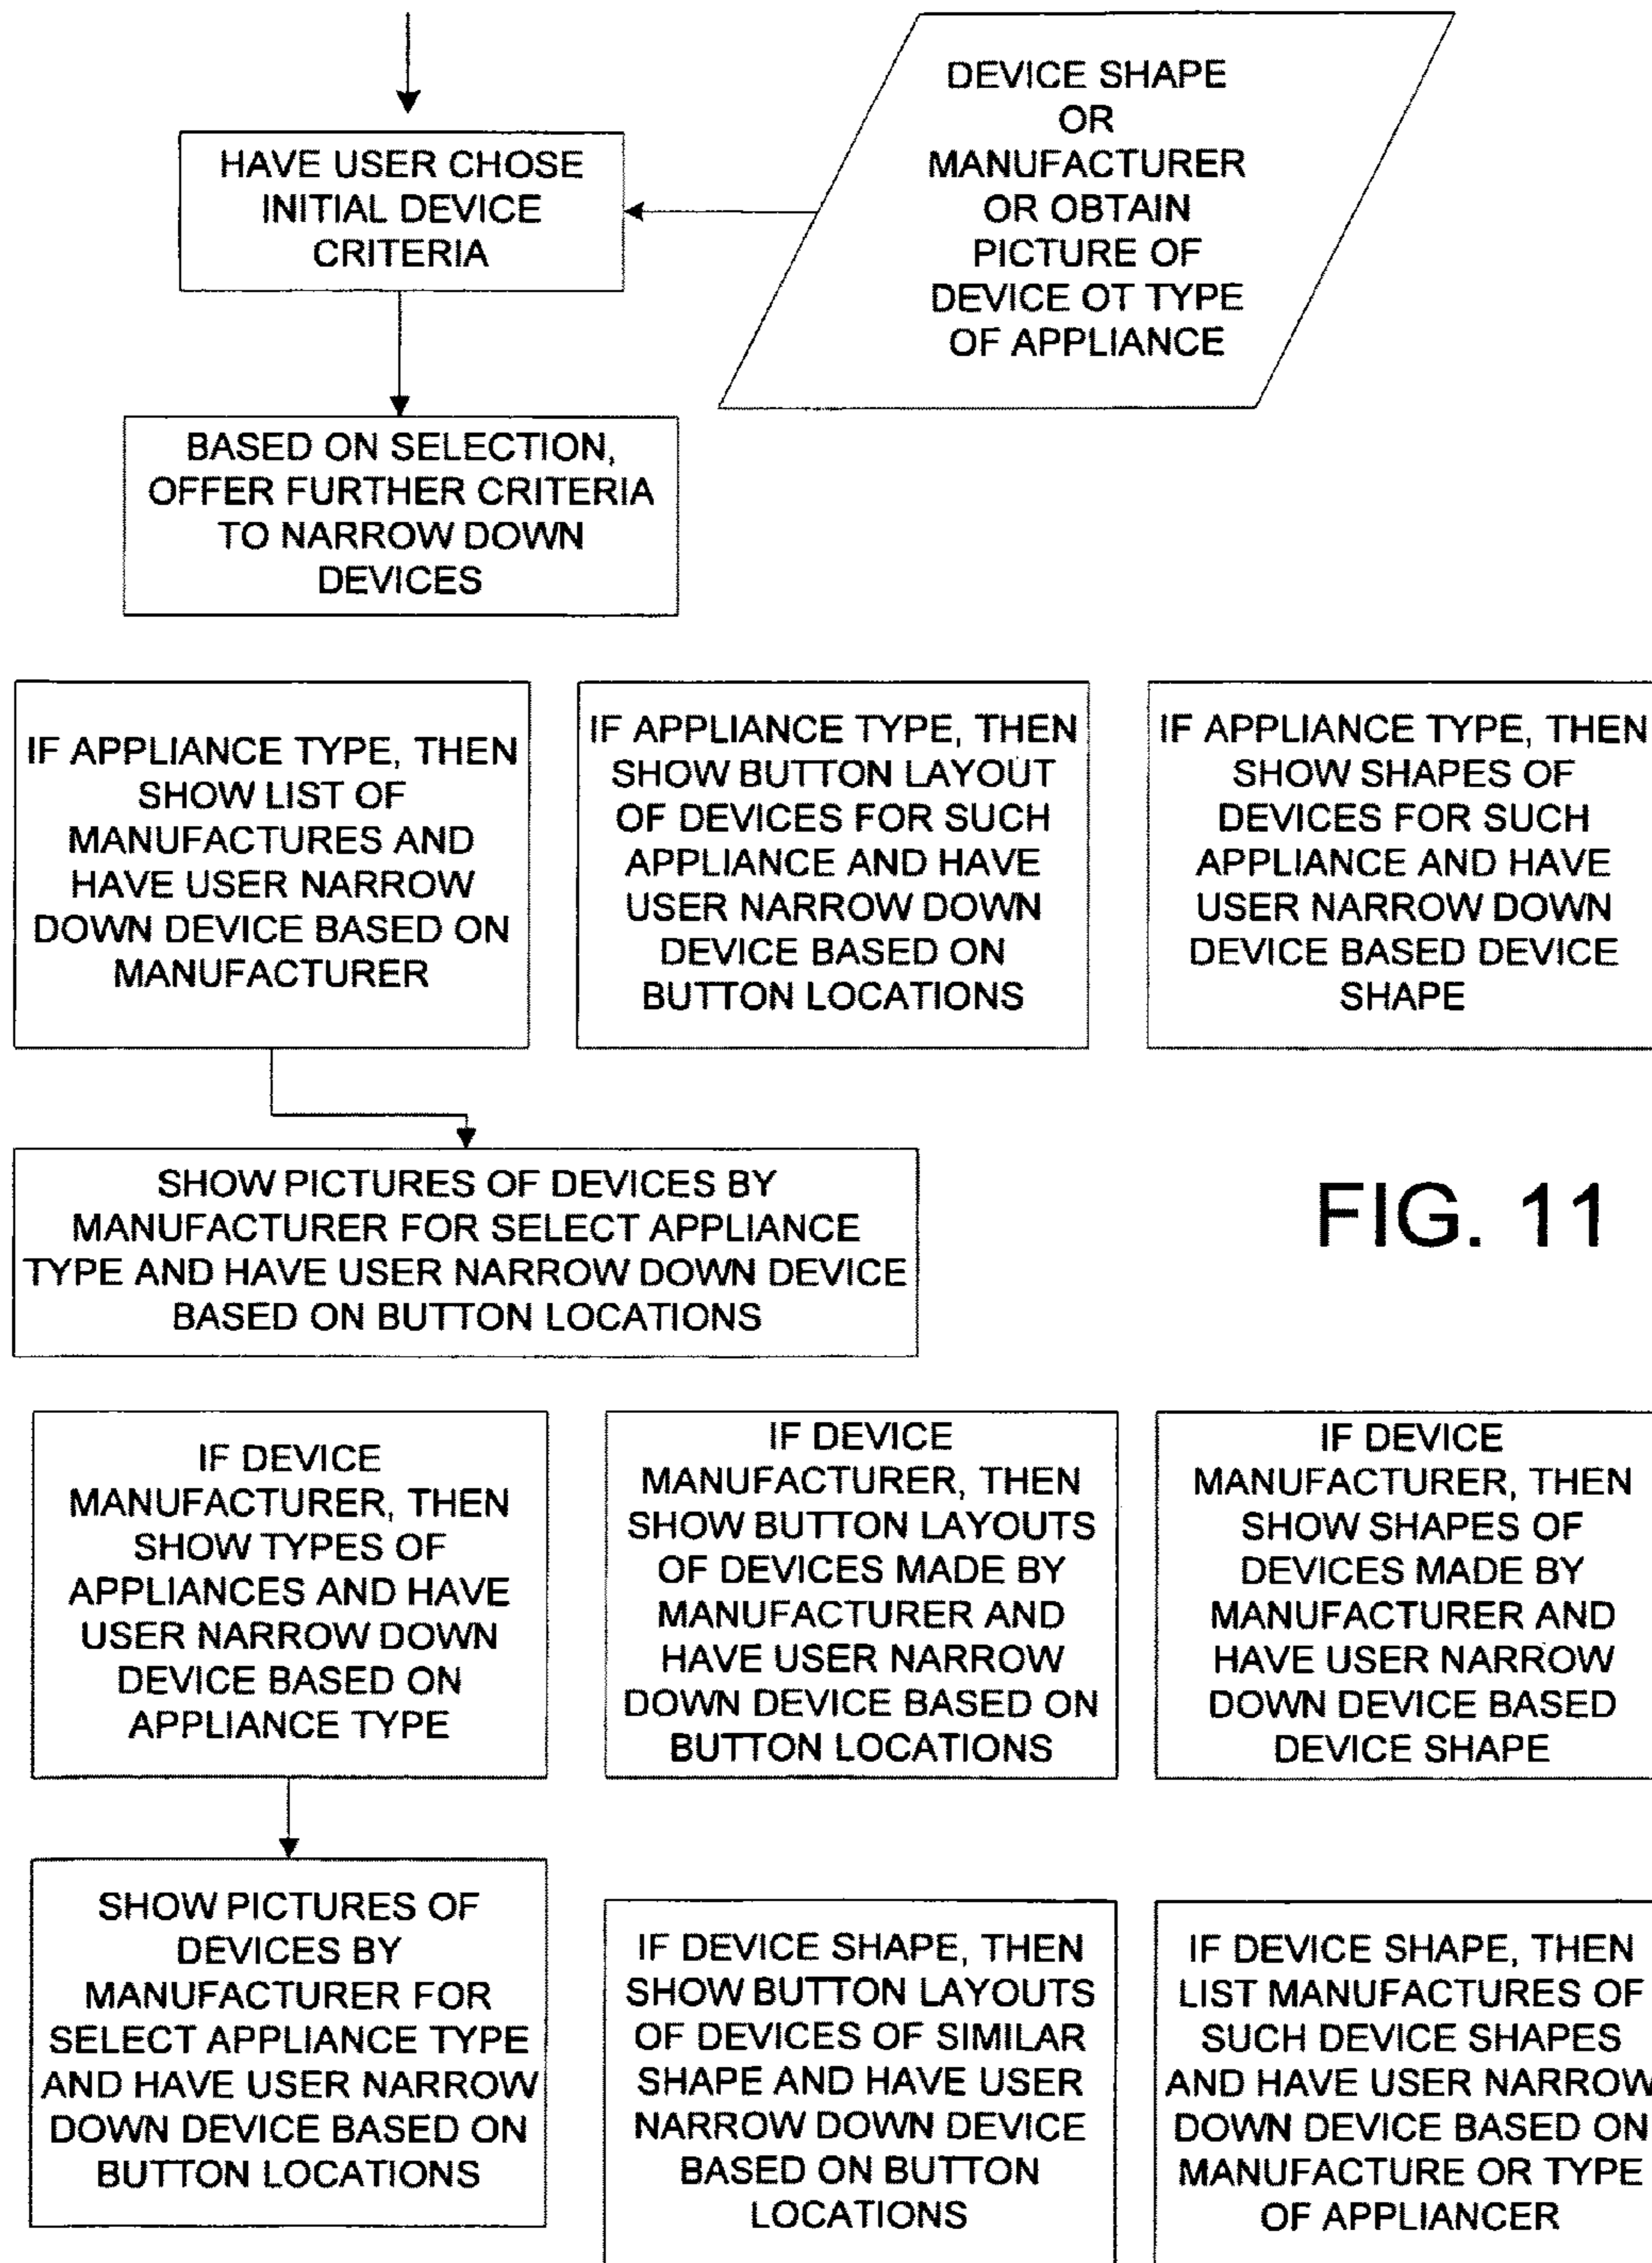 HAVE USER CHOSE
INITIAL DEVICE
CRITERIA
DEVICE SHAPE
OR
MANUFACTURER
OR OBTAIN
PICTURE OF
DEVICE OT TYPE
OF APPLIANCE
BASED ON SELECTION,
OFFER FURTHER CRITERIA
TO NARROW DOWN
DEVICES
IF APPLIANCE TYPE, THEN
SHOW LIST OF
MANUFACTURES AND
HAVE USER NARROW
DOWN DEVICE BASED ON
MANUFACTURER
IF APPLIANCE TYPE, THEN
SHOW BUTTON LAYOUT
OF DEVICES FOR SUCH
APPLIANCE AND HAVE
USER NARROW DOWN
DEVICE BASED ON
BUTTON LOCATIONS
IF APPLIANCE TYPE, THEN
SHOW SHAPES OF
DEVICES FOR SUCH
APPLIANCE AND HAVE
USER NARROW DOWN
DEVICE BASED DEVICE
SHAPE
SHOW PICTURES OF DEVICES BY
MANUFACTURER FOR SELECT APPLIANCE
TYPE AND HAVE USER NARROW DOWN DEVICE
BASED ON BUTTON LOCATIONS
FIG. 11
IF DEVICE
MANUFACTURER, THEN
SHOW TYPES OF
APPLIANCES AND HAVE
USER NARROW DOWN
DEVICE BASED ON
APPLIANCE TYPE
IF DEVICE
MANUFACTURER, THEN
SHOW BUTTON LAYOUTS
OF DEVICES MADE BY
MANUFACTURER AND
HAVE USER NARROW
DOWN DEVICE BASED ON
BUTTON LOCATIONS
IF DEVICE
MANUFACTURER, THEN
SHOW SHAPES OF
DEVICES MADE BY
MANUFACTURER AND
HAVE USER NARROW
DOWN DEVICE BASED
DEVICE SHAPE
SHOW PICTURES OF
DEVICES BY
MANUFACTURER FOR
SELECT APPLIANCE TYPE
AND HAVE USER NARROW
DOWN DEVICE BASED ON
BUTTON LOCATIONS
IF DEVICE SHAPE, THEN
SHOW BUTTON LAYOUTS
OF DEVICES OF SIMILAR
SHAPE AND HAVE USER
NARROW DOWN DEVICE
BASED ON BUTTON
LOCATIONS
IF DEVICE SHAPE, THEN
LIST MANUFACTURES OF
SUCH DEVICE SHAPES
AND HAVE USER NARROW
DOWN DEVICE BASED ON
MANUFACTURE OR TYPE
OF APPLIANCER